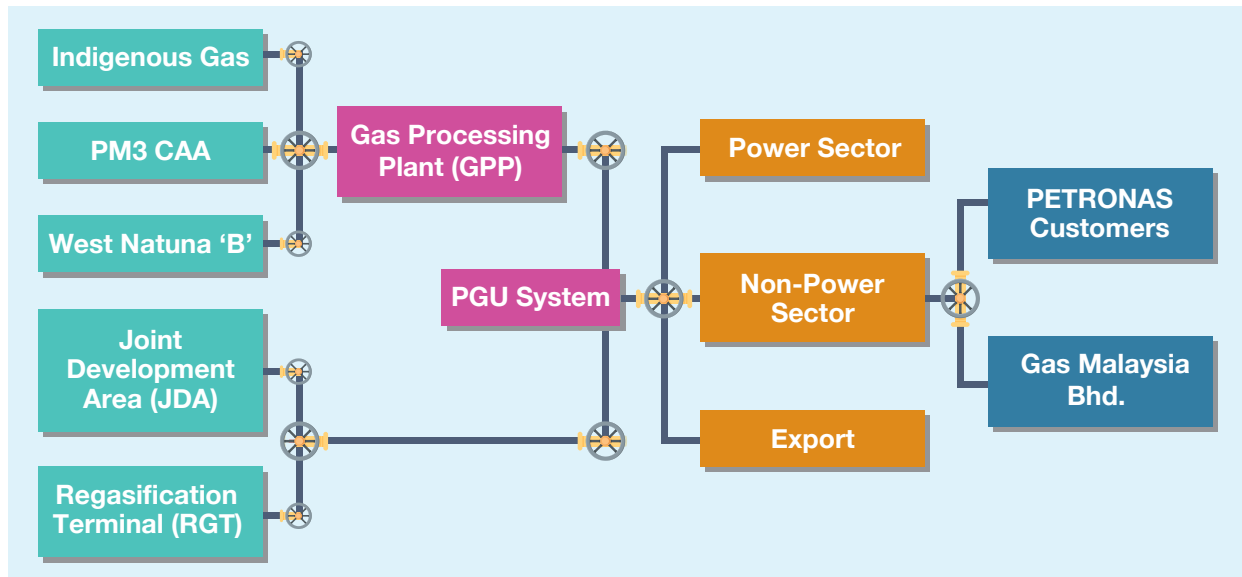 Indigenous Gas
PM3 CAA
West Natuna ‘B’
Joint
Development
Area (JDA)
Regasification
Terminal (RGT)
Gas Processing
Plant (GPP)
PGU System
Power Sector
Non-Power
Sector
Export
PETRONAS
Customers
Gas Malaysia
Bhd.